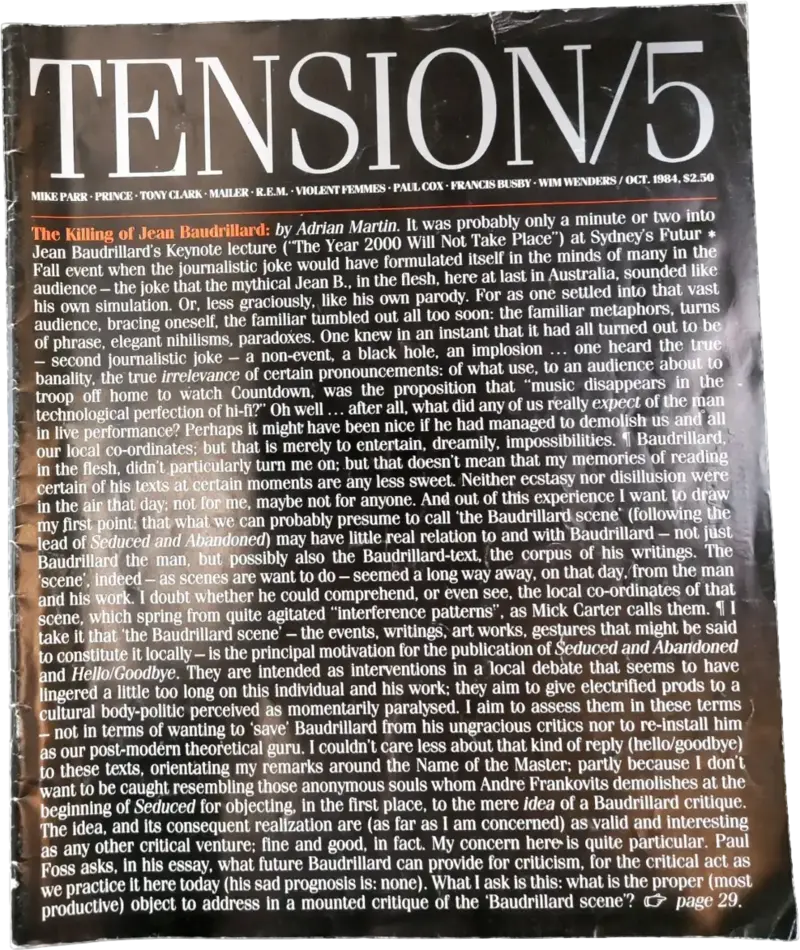 TENSION/5
MIKE PARR · PRINCE · TONY CLARK · MAILER · R.E.M. · VIOLENT FEMMES · PAUL COX · FRANCIS BUSBY · WIM WENDERS / OCT. 1984, $2.50
The Killing of Jean Baudrillard: by Adrian Martin. It was probably only a minute or two into
Jean Baudrillard's Keynote lecture (“The Year 2000 Will Not Take Place”) at Sydney's Futur *
Fall event when the journalistic joke would have formulated itself in the minds of many in the
audience – the joke that the mythical Jean B., in the flesh, here at last in Australia, sounded like
his own simulation. Or, less graciously, like his own parody. For as one settled into that vast
audience, bracing oneself, the familiar tumbled out all too soon: the familiar metaphors, turns
of phrase, elegant nihilisms, paradoxes. One knew in an instant that it had all turned out to be
– second journalistic joke – a non-event, a black hole, an implosion … one heard the true
banality, the true irrelevance of certain pronouncements: of what use, to an audience about to
troop off home to watch Countdown, was the proposition that “music disappears in the
technological perfection of hi-fi?” Oh well … after all, what did any of us really expect of the man
in live performance? Perhaps it might have been nice if he had managed to demolish us and all
our local co-ordinates; but that is merely to entertain, dreamily, impossibilities. ¶ Baudrillard,
in the flesh, didn't particularly turn me on; but that doesn't mean that my memories of reading
certain of his texts at certain moments are any less sweet. Neither ecstasy nor disillusion were
in the air that day; not for me, maybe not for anyone. And out of this experience I want to draw
my first point; that what we can probably presume to call ‘the Baudrillard scene’ (following the
lead of Seduced and Abandoned) may have little real relation to and with Baudrillard – not just
Baudrillard the man, but possibly also the Baudrillard-text, the corpus of his writings. The
‘scene’, indeed – as scenes are want to do – seemed a long way away, on that day, from the man
and his work. I doubt whether he could comprehend, or even see, the local co-ordinates of that
scene, which spring from quite agitated “interference patterns”, as Mick Carter calls them. ¶ I
take it that ‘the Baudrillard scene’ – the events, writings, art works, gestures that might be said
to constitute it locally – is the principal motivation for the publication of Seduced and Abandoned
and Hello/Goodbye. They are intended as interventions in a local debate that seems to have
lingered a little too long on this individual and his work; they aim to give electrified prods to a
cultural body-politic perceived as momentarily paralysed. I aim to assess them in these terms
– not in terms of wanting to ‘save’ Baudrillard from his ungracious critics nor to re-install him
as our post-modern theoretical guru. I couldn't care less about that kind of reply (hello/goodbye)
to these texts, orientating my remarks around the Name of the Master; partly because I don't
want to be caught resembling those anonymous souls whom Andre Frankovits demolishes at the
beginning of Seduced for objecting, in the first place, to the mere idea of a Baudrillard critique.
The idea, and its consequent realization are (as far as I am concerned) as valid and interesting
as any other critical venture; fine and good, in fact. My concern here is quite particular. Paul
Foss asks, in his essay, what future Baudrillard can provide for criticism, for the critical act as
we practice it here today (his sad prognosis is: none). What I ask is this: what is the proper (most
productive) object to address in a mounted critique of the ‘Baudrillard scene’? ☞ page 29.